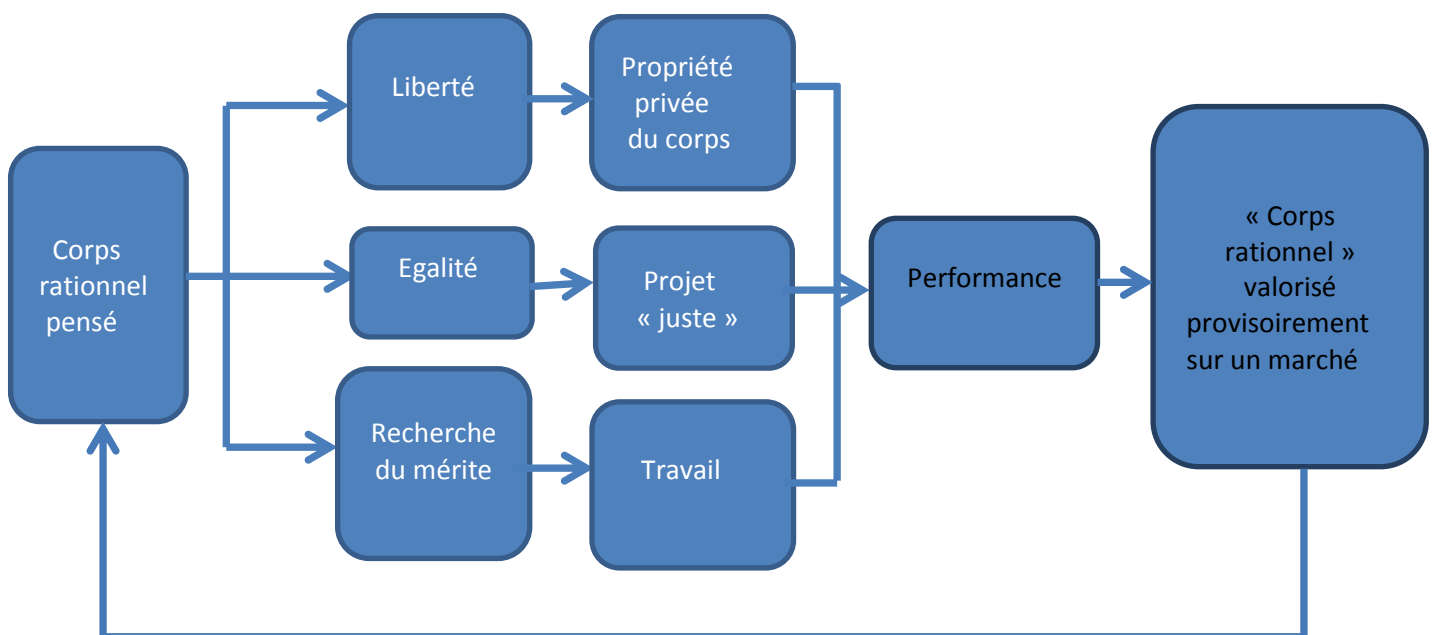 Corps
rationnel
pensé
Liberté
Propriété
privée
du corps
Egalité
Projet
« juste »
Recherche
du mérite
Travail
Performance
« Corps
rationnel »
valorisé
provisoirement
sur un marché